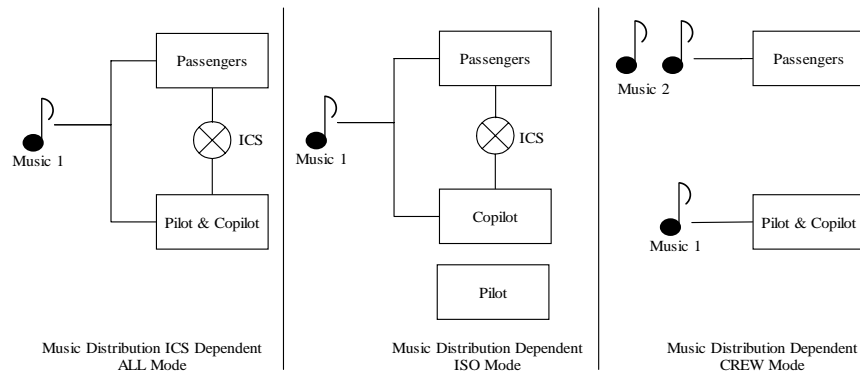 Passengers
ICS
Music 1
Pilot & Copilot
Music Distribution ICS Dependent
ALL Mode
Passengers
ICS
Music 1
Copilot
Pilot
Music Distribution Dependent
ISO Mode
Passengers
Music 2
Pilot & Copilot
Music 1
Music Distribution Dependent
CREW Mode